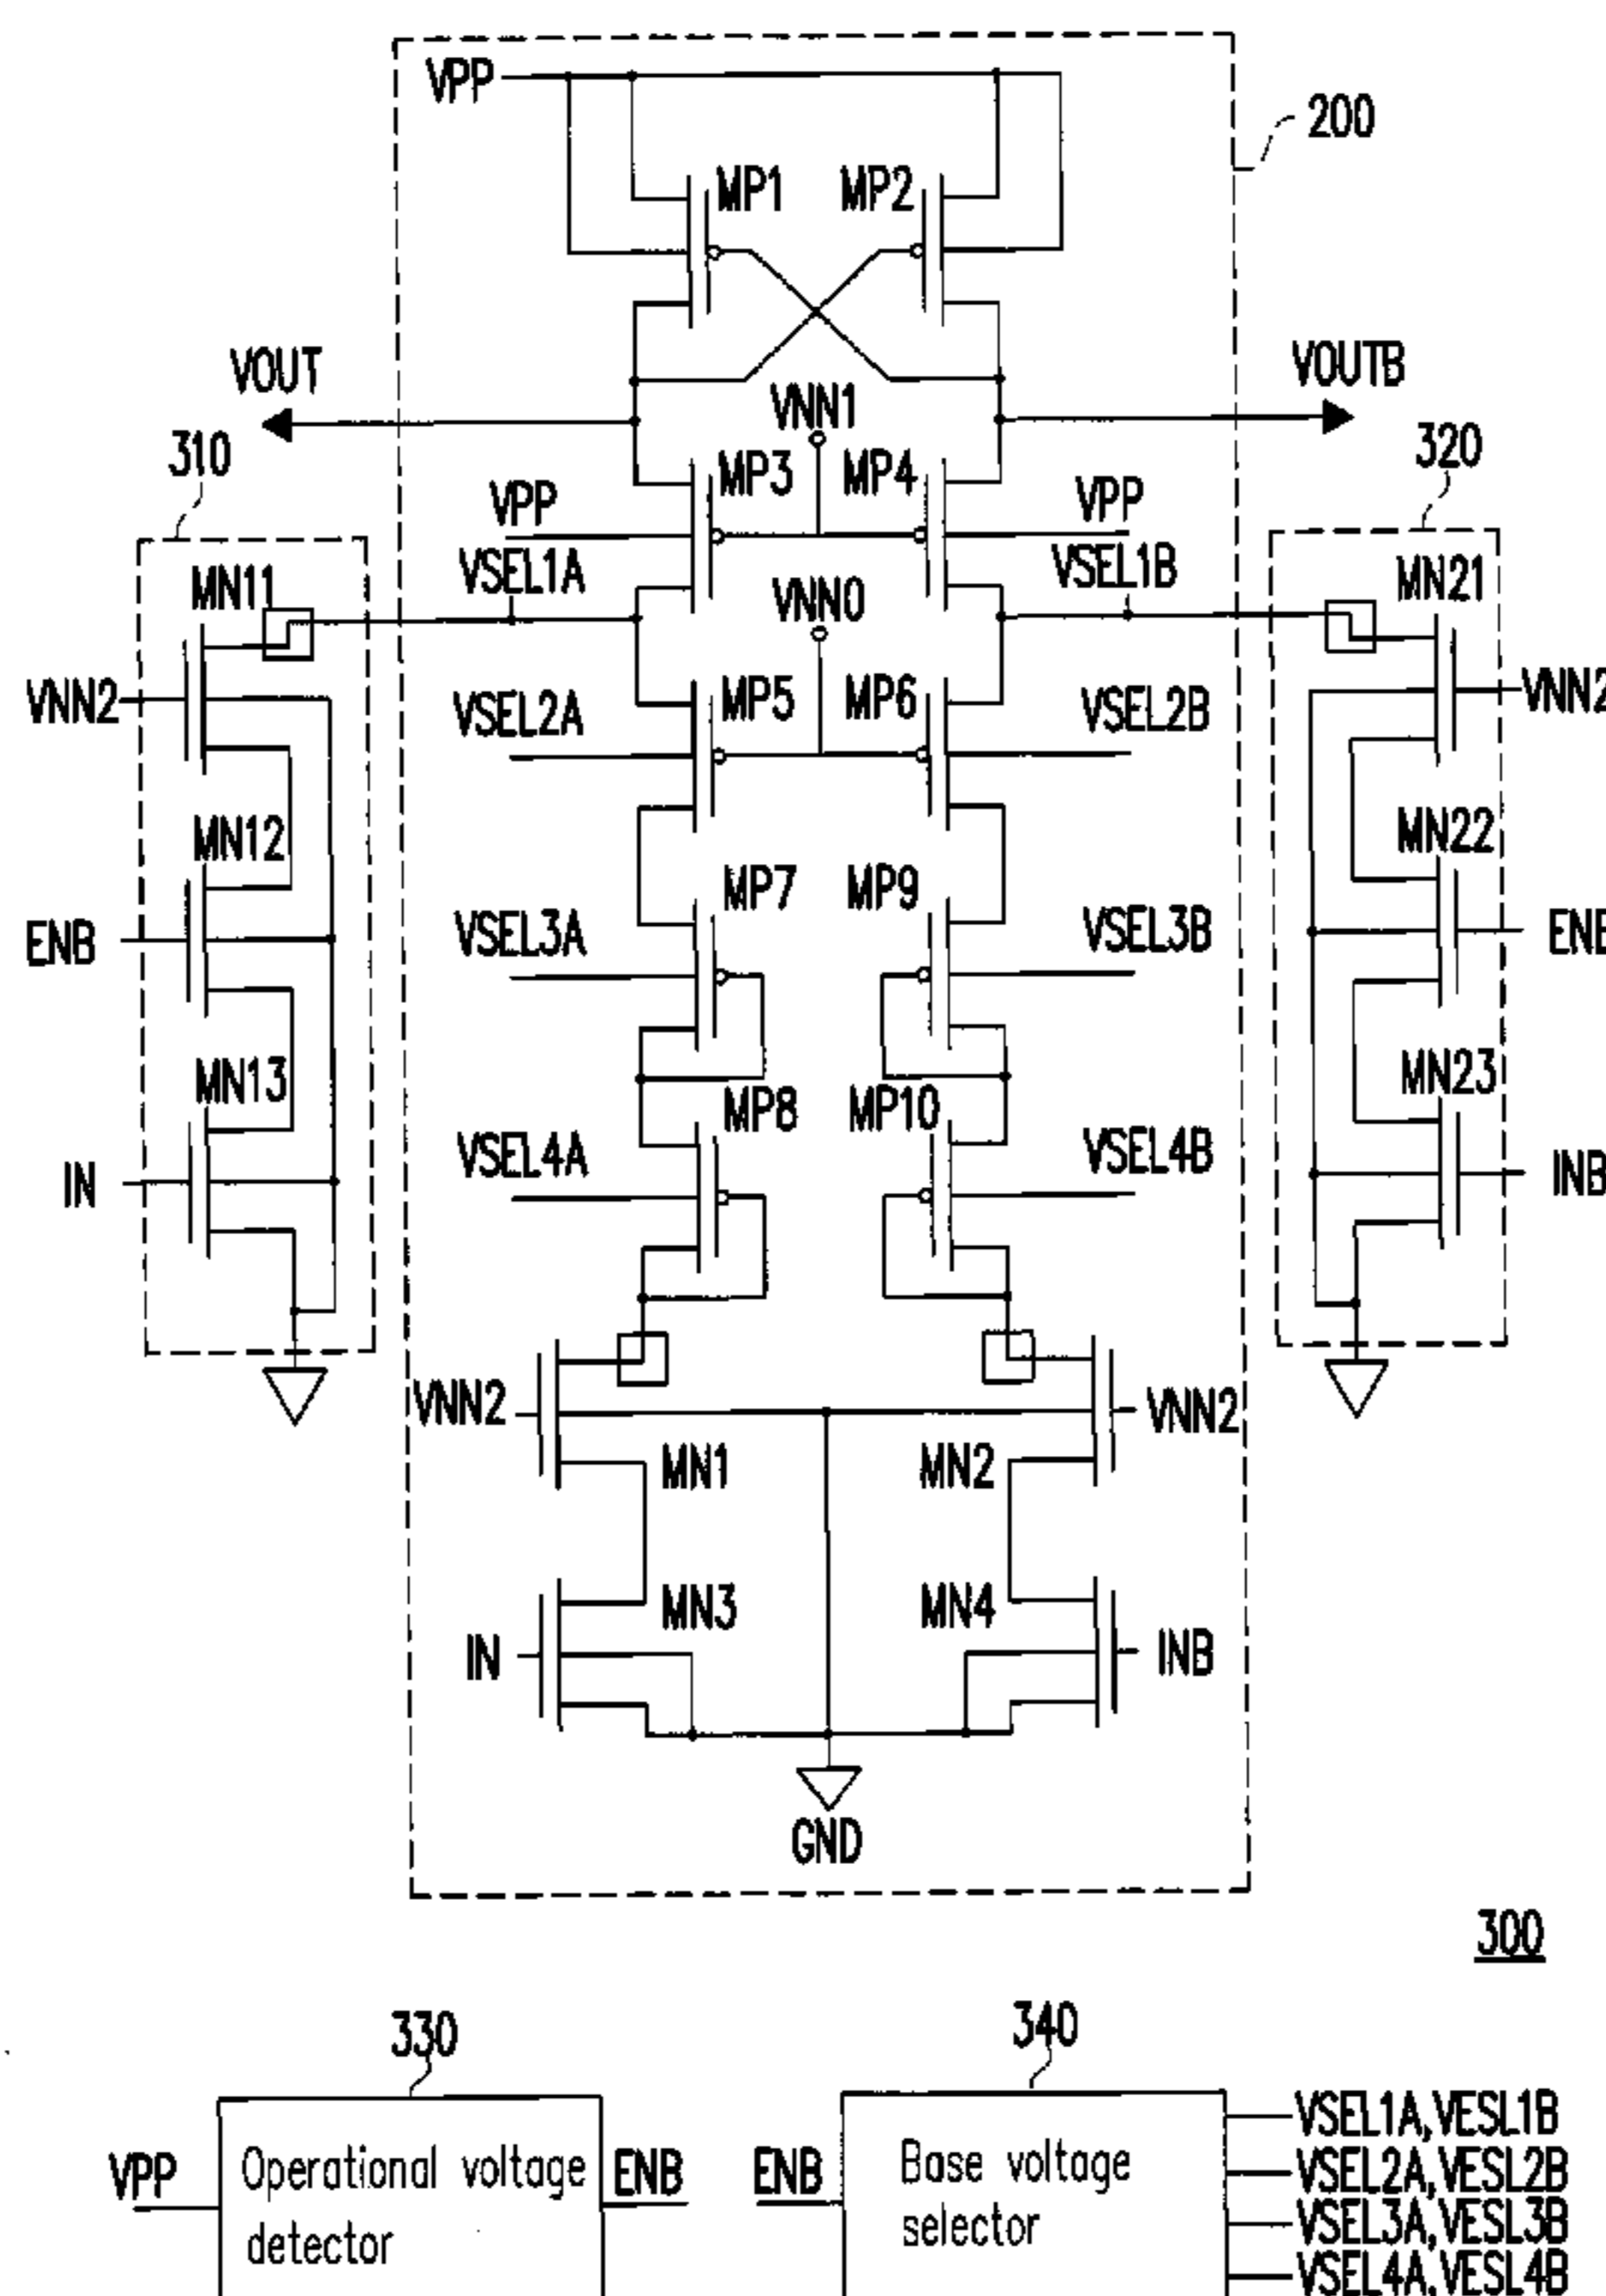 VPP
200
MP1
MP2
VOUT
VOUTB
VNN1
310
320
MP3
MP4
VPP
VPP
VSEL1A
VSEL1B
VNN0
MN11
MN21
VNN2
VNN2
VSEL2A
MP5
MP6
VSEL2B
MN12
MN22
MP7
MP9
ENB
ENB
VSEL3A
VSEL3B
MN13
MN23
MP8
MP10
VSEL4A
VSEL4B
IN
INB
VNN2
VNN2
MN1
MN2
MN3
MN4
IN
INB
GND
300
330
340
VPP
Operational voltage
detector
ENB
ENB
Base voltage
selector
VSEL1A,VESL1B
VSEL2A,VESL2B
VSEL3A,VESL3B
VSEL4A,VESL4B